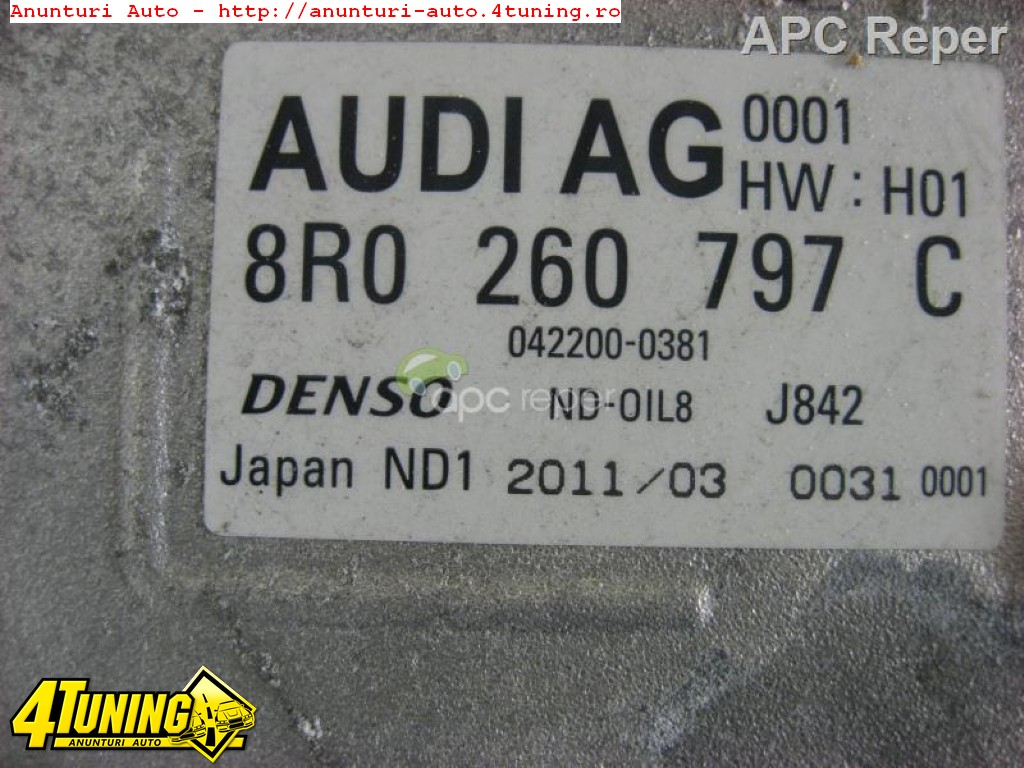 Anunturi Auto - http://anunturi-auto.4tuning.ro
APC Reper
AUDI AG 0001
HW : H01
8R0 260 797 C
042200-0381
DENSO ND-OIL8 J842
apc reper
Japan ND1 2011/03 0031 0001
4TUNING
ANUNTURI AUTO